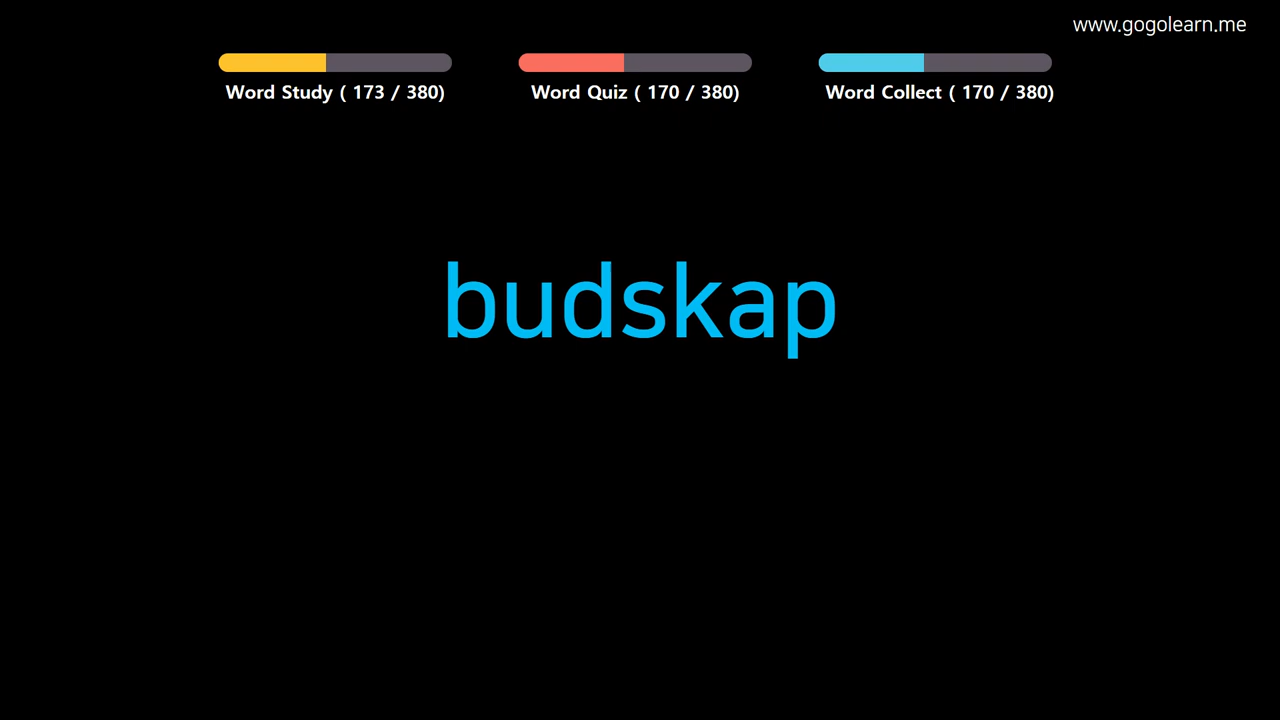 www.gogolearn.me
Word Study ( 173 / 380)
Word Quiz ( 170 / 380)
Word Collect ( 170 / 380)
budskap